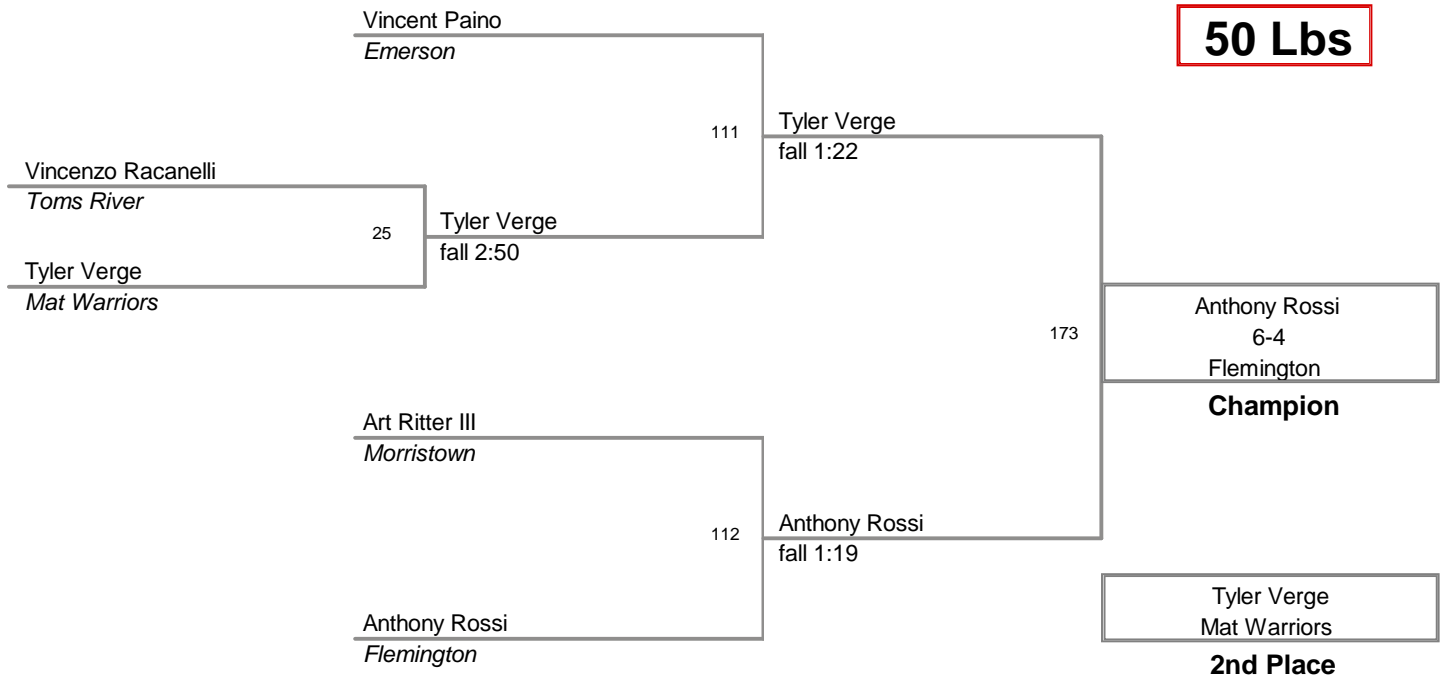 Vincent Paino
Emerson
50 Lbs
111
Tyler Verge
fall 1:22
Vincenzo Racanelli
Toms River
25
Tyler Verge
fall 2:50
Tyler Verge
Mat Warriors
173
Anthony Rossi
6-4
Flemington
Champion
Art Ritter III
Morristown
112
Anthony Rossi
fall 1:19
Anthony Rossi
Flemington
Tyler Verge
Mat Warriors
2nd Place